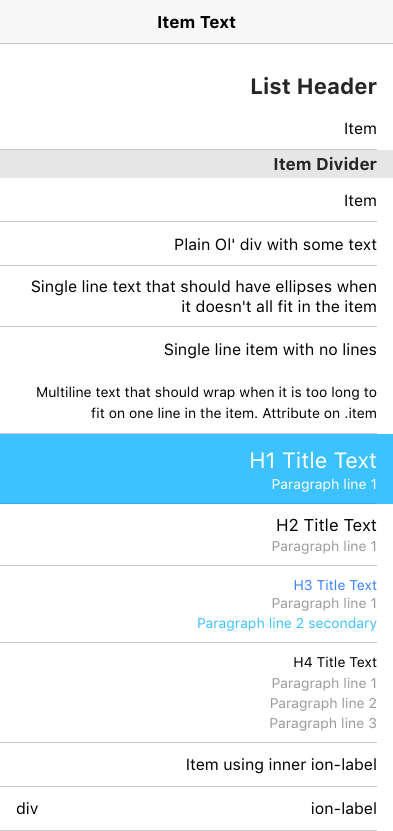 Item Text
List Header
Item
Item Divider
Item
Plain Ol' div with some text
Single line text that should have ellipses when
it doesn't all fit in the item
Single line item with no lines
Multiline text that should wrap when it is too long to
fit on one line in the item. Attribute on .item
H1 Title Text
Paragraph line 1
H2 Title Text
Paragraph line 1
H3 Title Text
Paragraph line 1
Paragraph line 2 secondary
H4 Title Text
Paragraph line 1
Paragraph line 2
Paragraph line 3
Item using inner ion-label
div ion-label